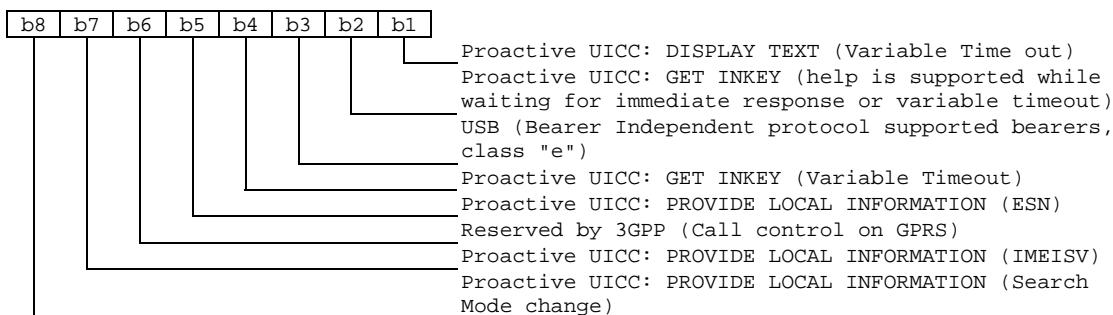 b8 b7 b6 b5 b4 b3 b2 b1
Proactive UICC: DISPLAY TEXT (Variable Time out)
Proactive UICC: GET INKEY (help is supported while
waiting for immediate response or variable timeout)
USB (Bearer Independent protocol supported bearers,
class "e")
Proactive UICC: GET INKEY (Variable Timeout)
Proactive UICC: PROVIDE LOCAL INFORMATION (ESN)
Reserved by 3GPP (Call control on GPRS)
Proactive UICC: PROVIDE LOCAL INFORMATION (IMEISV)
Proactive UICC: PROVIDE LOCAL INFORMATION (Search
Mode change)